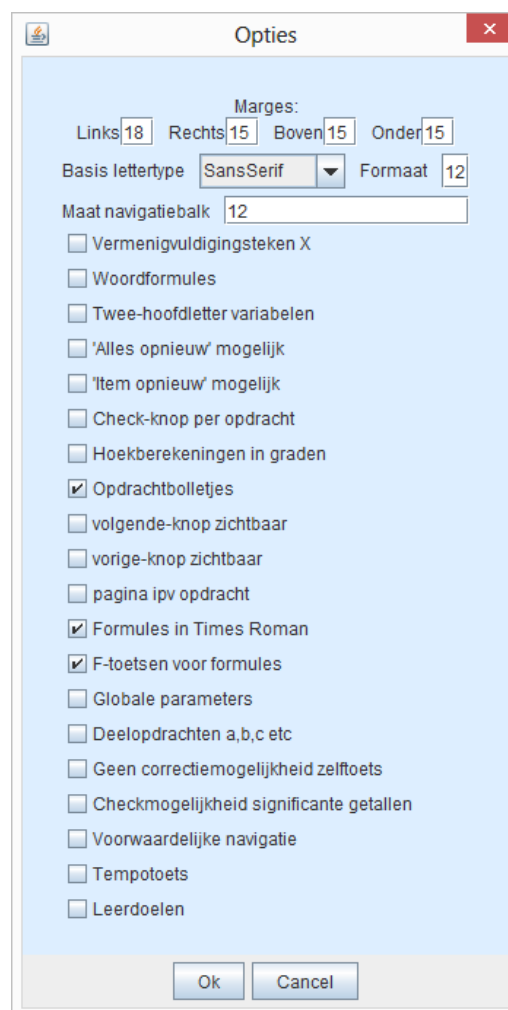 Opties
Marges:
Links 18 Rechts 15 Boven 15 Onder 15
Basis lettertype SansSerif Formaat 12
Maat navigatiebalk 12
Vermenigvuldigingsteken X
Woordformules
Twee-hoofdletter variabelen
'Alles opnieuw' mogelijk
'Item opnieuw' mogelijk
Check-knop per opdracht
Hoekberekeningen in graden
Opdrachtbolletjes
volgende-knop zichtbaar
vorige-knop zichtbaar
pagina ipv opdracht
Formules in Times Roman
F-toetsen voor formules
Globale parameters
Deelopdrachten a,b,c etc
Geen correctiemogelijkheid zelftoets
Checkmogelijkheid significante getallen
Voorwaardelijke navigatie
Tempotoets
Leerdoelen
Ok Cancel